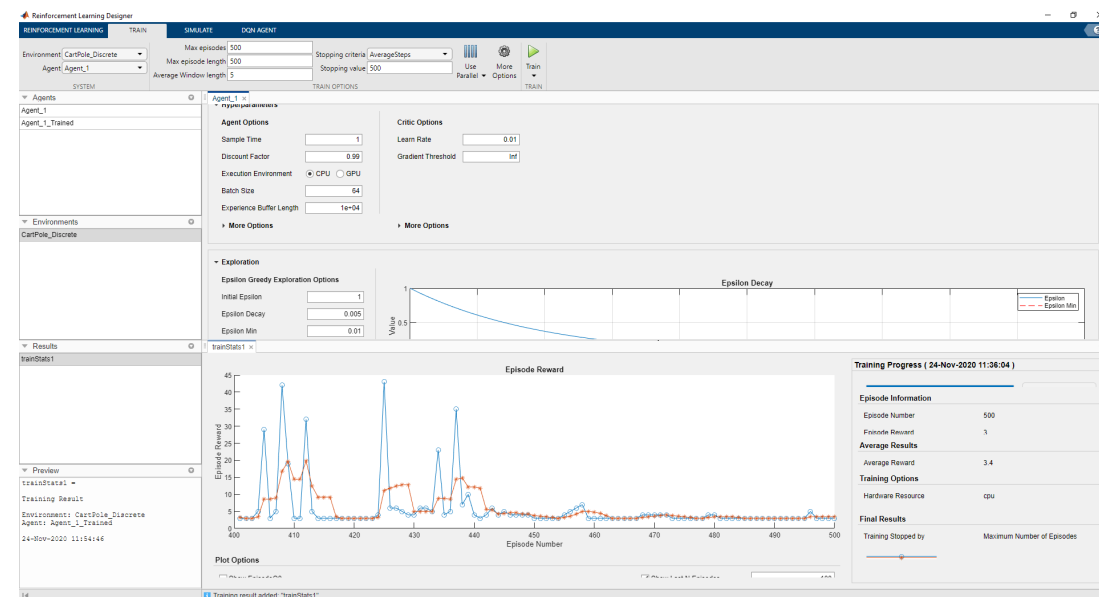 Reinforcement Learning Designer
REINFORCEMENT LEARNING TRAIN SIMULATE DQN AGENT
Environment CartPole_Discrete
Agent Agent_1
SYSTEM
Max episodes 500
Max episode length 500
Average Window length 5
Stopping criteria AverageSteps
Stopping value 500
TRAIN OPTIONS
Use Parallel
More Options
Train
TRAIN
Agents
Agent_1
Agent_1_Trained
Environments
CartPole_Discrete
Results
trainStats1
Preview
trainStats1 =
Training Result
Environment: CartPole_Discrete
Agent: Agent_1_Trained
24-Nov-2020 11:54:46
Agent_1
Hyperparameters
Agent Options
Sample Time 1
Discount Factor 0.99
Execution Environment CPU GPU
Batch Size 64
Experience Buffer Length 1e+04
More Options
Critic Options
Learn Rate 0.01
Gradient Threshold Inf
More Options
Exploration
Epsilon Greedy Exploration Options
Initial Epsilon 1
Epsilon Decay 0.005
Epsilon Min 0.01
Epsilon Decay
Value
1
0.5
Epsilon
Epsilon Min
trainStats1
Episode Reward
Episode Reward
45
40
35
30
25
20
15
10
5
0
400 410 420 430 440 450 460 470 480 490 500
Episode Number
Plot Options
Show Episode Q0
Show Last N Episodes 100
Training Progress ( 24-Nov-2020 11:36:04 )
Episode Information
Episode Number 500
Episode Reward 3
Average Results
Average Reward 3.4
Training Options
Hardware Resource cpu
Final Results
Training Stopped by Maximum Number of Episodes
Training result added: "trainStats1"